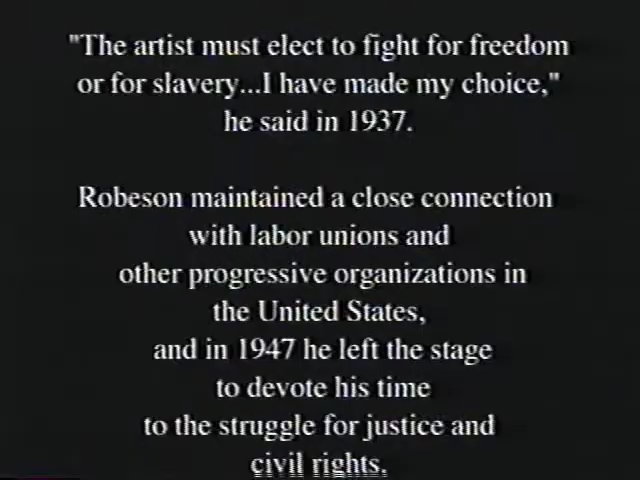 "The artist must elect to fight for freedom
or for slavery...I have made my choice,"
he said in 1937.
Robeson maintained a close connection
with labor unions and
other progressive organizations in
the United States,
and in 1947 he left the stage
to devote his time
to the struggle for justice and
civil rights.